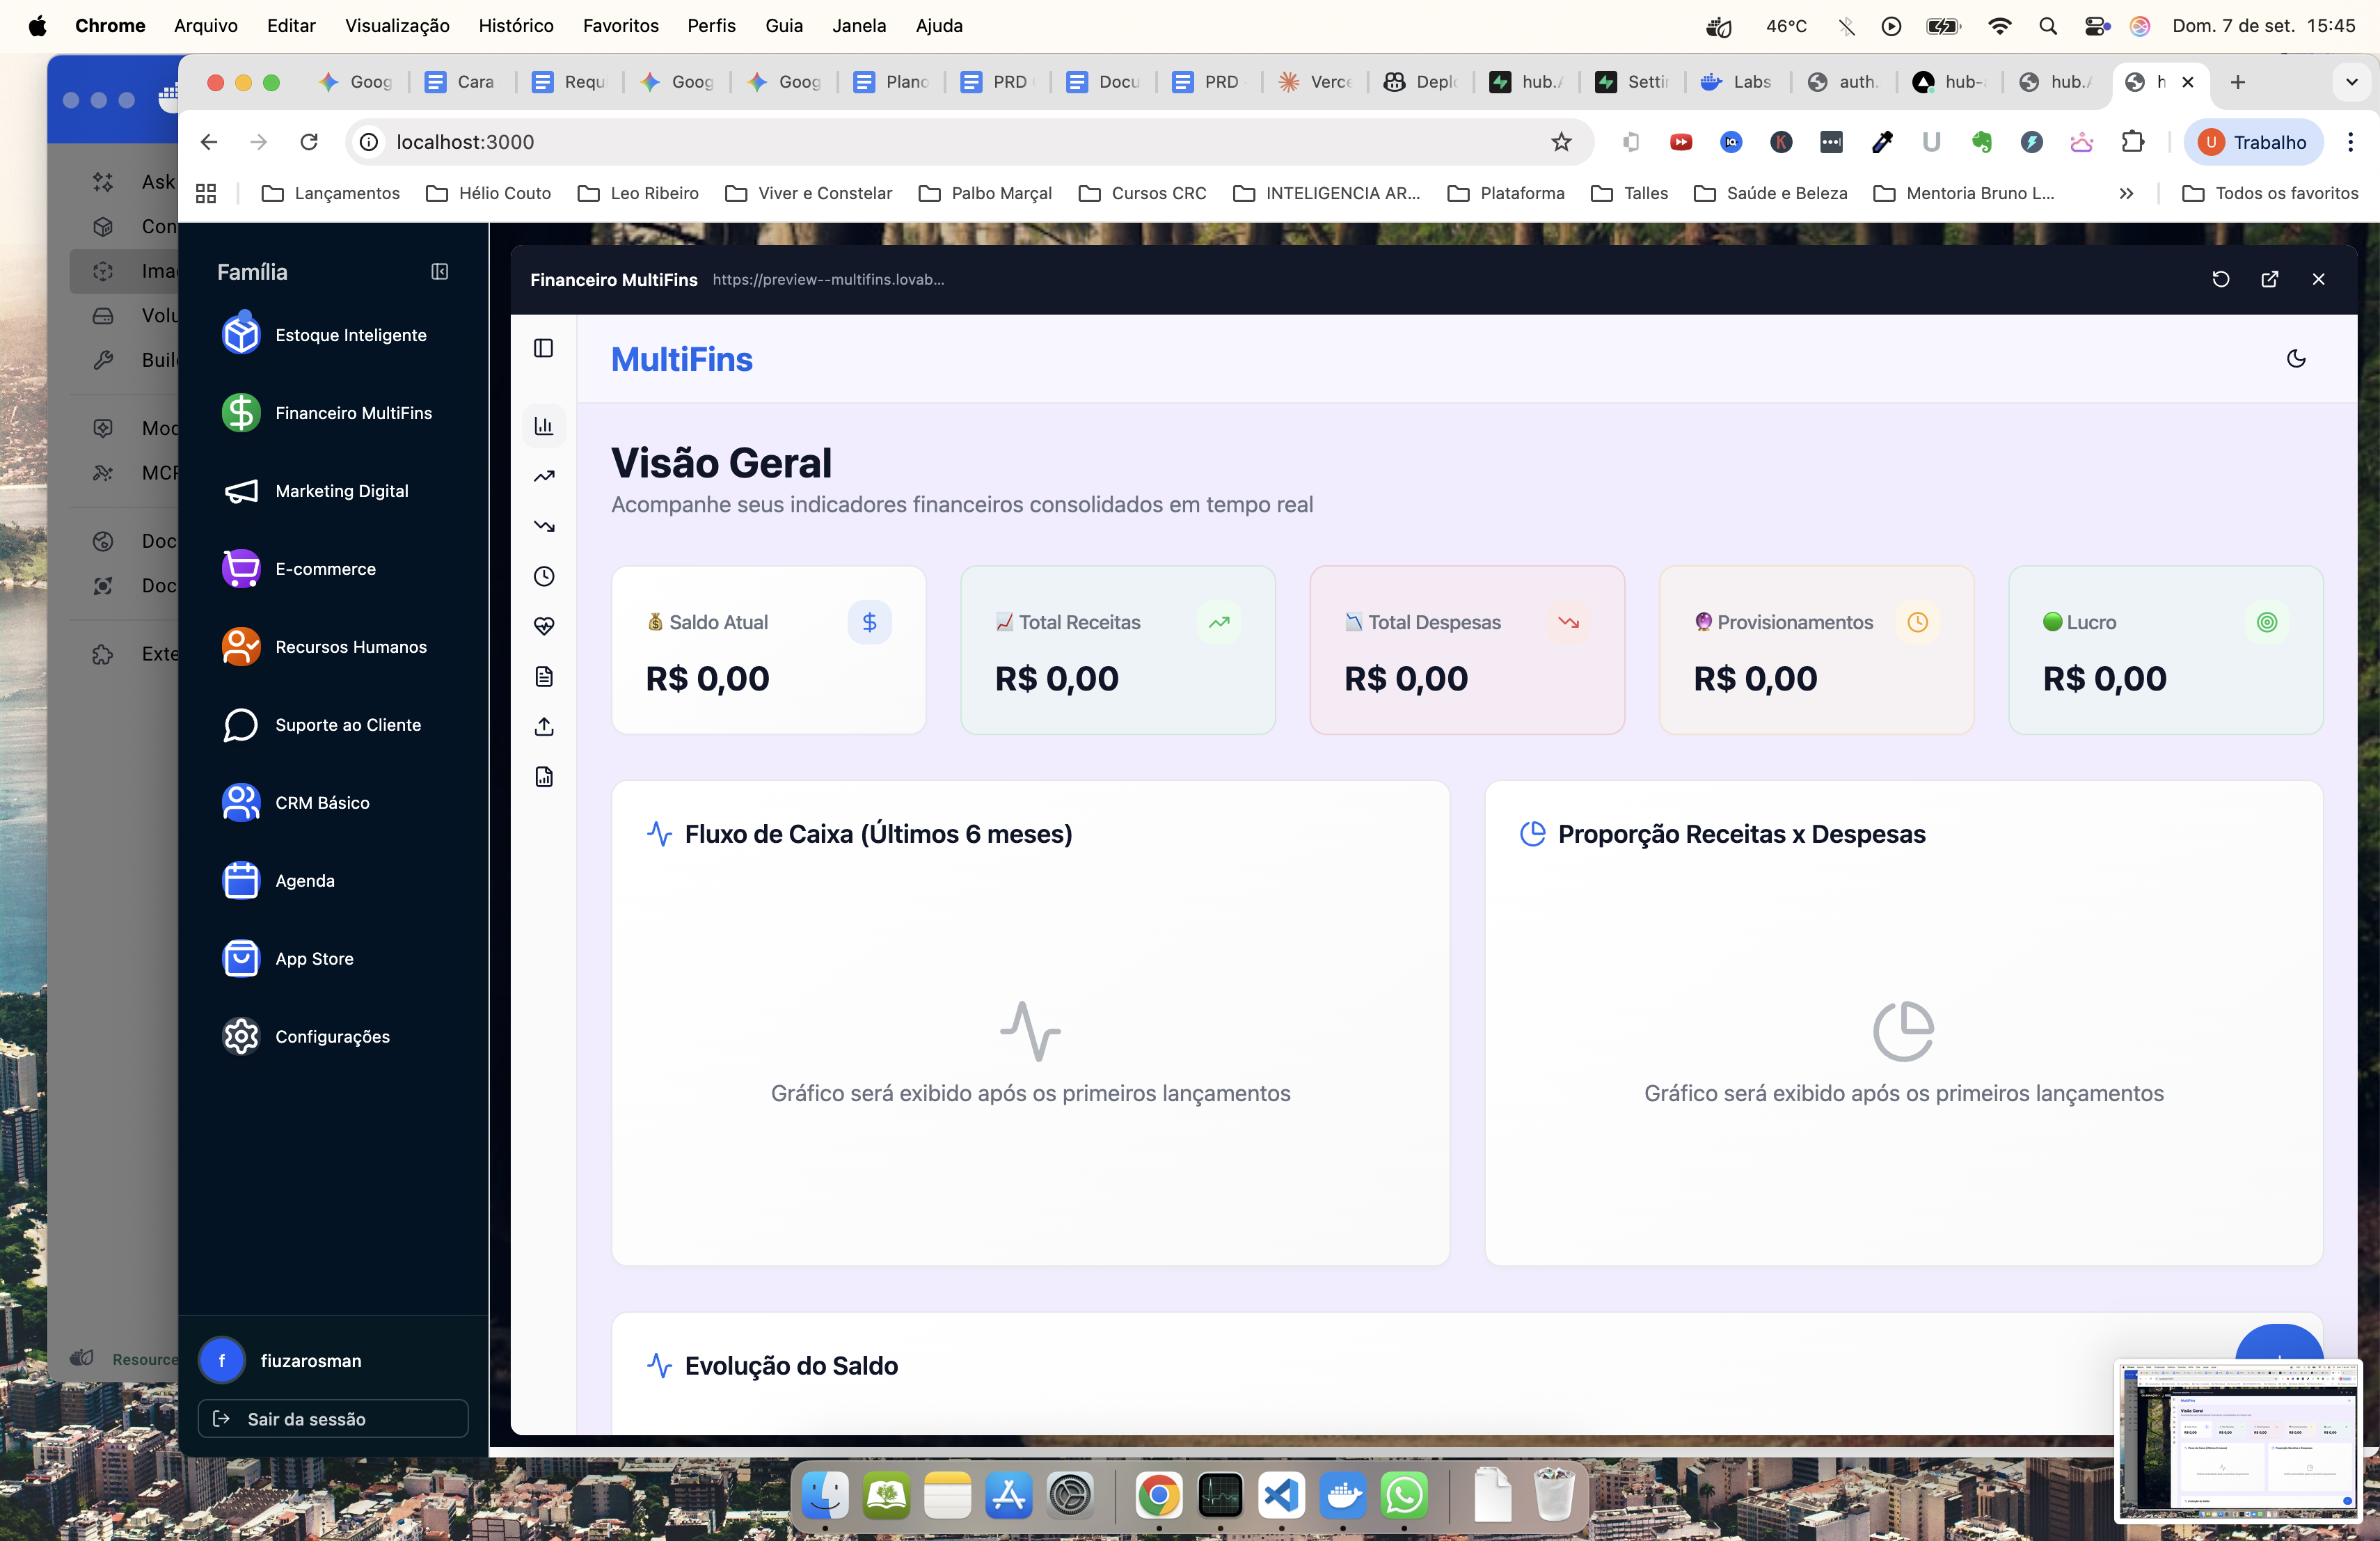 Chrome Arquivo Editar Visualização Histórico Favoritos Perfis Guia Janela Ajuda 46°C Dom. 7 de set. 15:45
Goog Cara Requ Goog Goog Plano PRD Docu PRD Verce Deplo hub./ Settin Labs auth. hub- hub./ h
localhost:3000
U Trabalho
Lançamentos Hélio Couto Leo Ribeiro Viver e Constelar Palbo Marçal Cursos CRC INTELIGENCIA AR... Plataforma Talles Saúde e Beleza Mentoria Bruno L... Todos os favoritos
Ask
Con
Ima
Volu
Build
Mod
MCP
Doc
Doc
Exte
Resource
Família
Estoque Inteligente
Financeiro MultiFins
Marketing Digital
E-commerce
Recursos Humanos
Suporte ao Cliente
CRM Básico
Agenda
App Store
Configurações
f fiuzarosman
Sair da sessão
Financeiro MultiFins https://preview--multifins.lovab...
MultiFins
Visão Geral
Acompanhe seus indicadores financeiros consolidados em tempo real
Saldo Atual
R$ 0,00
Total Receitas
R$ 0,00
Total Despesas
R$ 0,00
Provisionamentos
R$ 0,00
Lucro
R$ 0,00
Fluxo de Caixa (Últimos 6 meses)
Gráfico será exibido após os primeiros lançamentos
Proporção Receitas x Despesas
Gráfico será exibido após os primeiros lançamentos
Evolução do Saldo